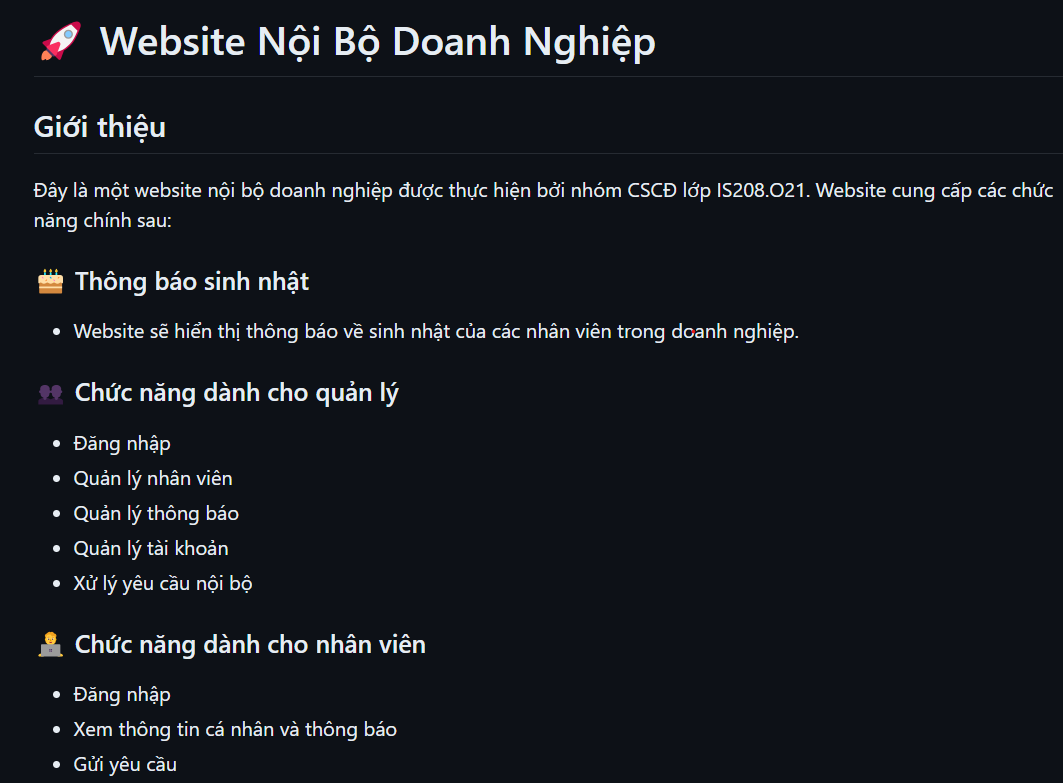 Website Nội Bộ Doanh Nghiệp
Giới thiệu
Đây là một website nội bộ doanh nghiệp được thực hiện bởi nhóm CSCĐ lớp IS208.O21. Website cung cấp các chức
năng chính sau:
Thông báo sinh nhật
Website sẽ hiển thị thông báo về sinh nhật của các nhân viên trong doanh nghiệp.
Chức năng dành cho quản lý
Đăng nhập
Quản lý nhân viên
Quản lý thông báo
Quản lý tài khoản
Xử lý yêu cầu nội bộ
Chức năng dành cho nhân viên
Đăng nhập
Xem thông tin cá nhân và thông báo
Gửi yêu cầu